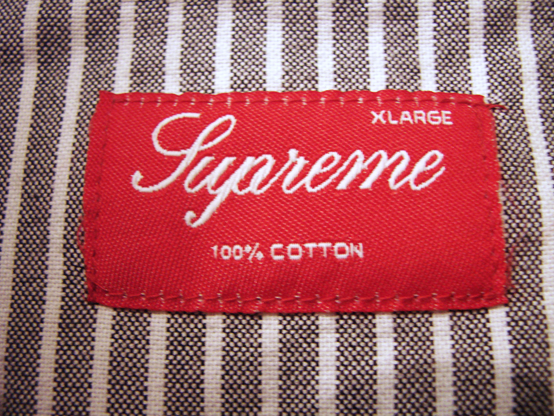 XLARGE
Supreme
100% COTTON